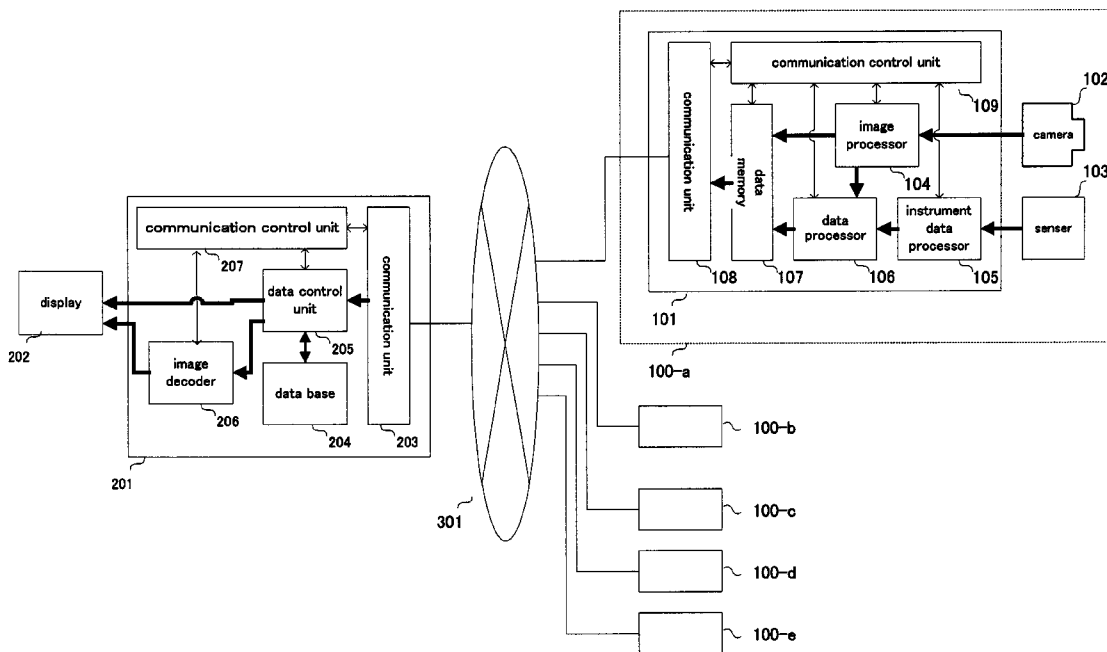 communication control unit
207
communication unit
203
data control
unit
205
display
202
image
decoder
206
data base
204
201
301
communication control unit
109
communication unit
108
data
memory
107
image
processor
104
data
processor
106
instrument
data
processor
105
102
camera
103
senser
101
100-a
100-b
100-c
100-d
100-e